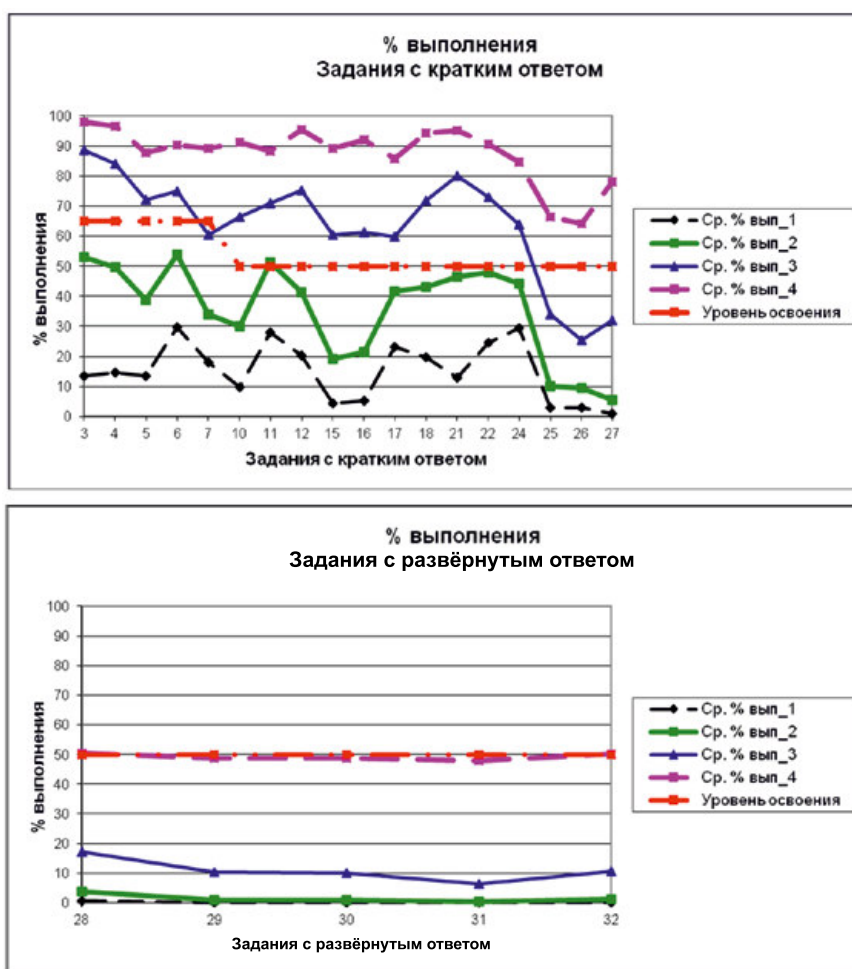 % выполнения
Задания с кратким ответом
100
90
80
70
60
50
40
30
20
10
0
% выполнения
3 4 5 6 7 10 11 12 15 16 17 18 21 22 24 25 26 27
Задания с кратким ответом
Ср. % вып_1
Ср. % вып_2
Ср. % вып_3
Ср. % вып_4
Уровень освоения
% выполнения
Задания с развёрнутым ответом
100
90
80
70
60
50
40
30
20
10
0
% выполнения
28 29 30 31 32
Задания с развёрнутым ответом
Ср. % вып_1
Ср. % вып_2
Ср. % вып_3
Ср. % вып_4
Уровень освоения